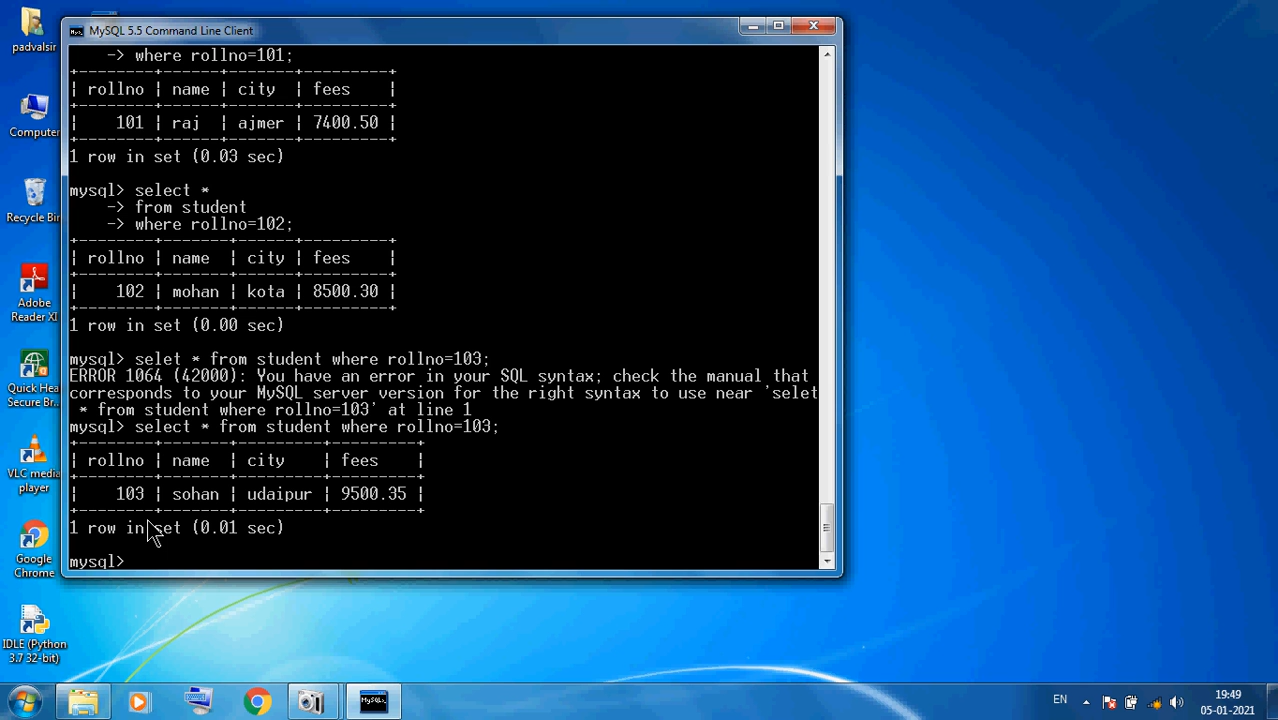 padvalsir
Computer
Recycle Bin
Adobe
Reader XI
Quick Hea
Secure Br...
VLC media
player
Google
Chrome
IDLE (Python
3.7 32-bit)
MySQL 5.5 Command Line Client
-> where rollno=101;
| rollno | name | city | fees |
| 101 | raj | ajmer | 7400.50 |
1 row in set (0.03 sec)
mysql> select *
-> from student
-> where rollno=102;
| rollno | name | city | fees |
| 102 | mohan | kota | 8500.30 |
1 row in set (0.00 sec)
mysql> selet * from student where rollno=103;
ERROR 1064 (42000): You have an error in your SQL syntax; check the manual that
corresponds to your MySQL server version for the right syntax to use near 'selet
* from student where rollno=103' at line 1
mysql> select * from student where rollno=103;
| rollno | name | city | fees |
| 103 | sohan | udaipur | 9500.35 |
1 row in set (0.01 sec)
mysql>
MySQL
EN
19:49
05-01-2021